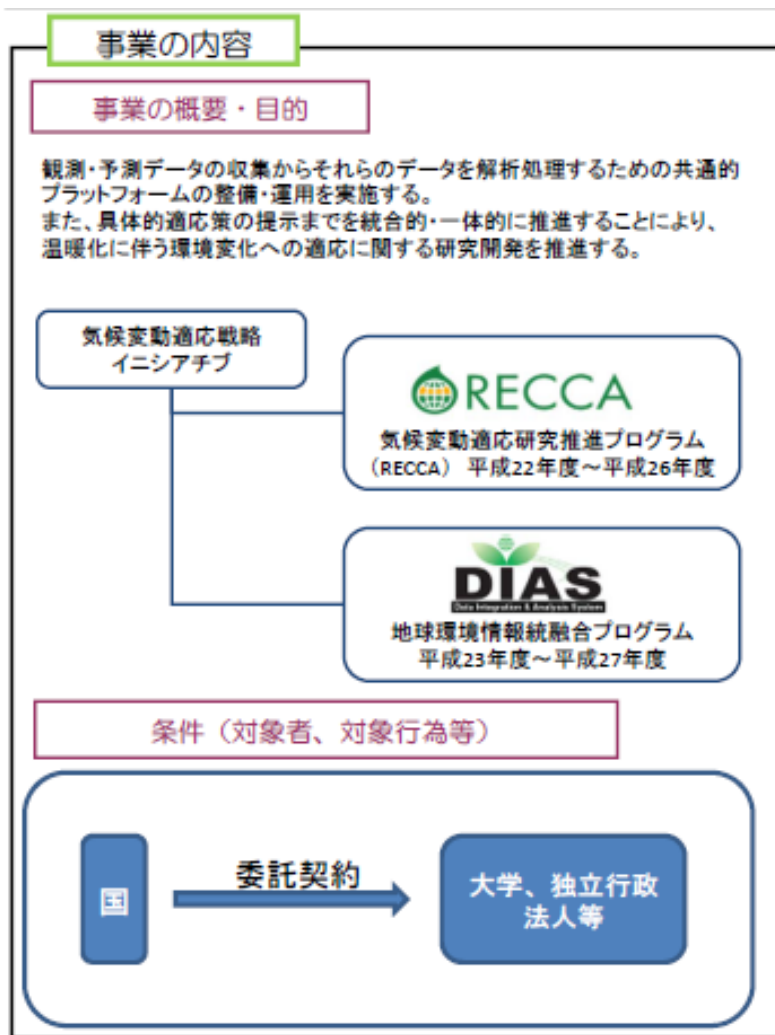 事業の内容
事業の概要・目的
観測・予測データの収集からそれらのデータを解析処理するための共通的
プラットフォームの整備・運用を実施する。
また、具体的適応策の提示までを統合的・一体的に推進することにより、
温暖化に伴う環境変化への適応に関する研究開発を推進する。
気候変動適応戦略
イニシアチブ
RECCA
気候変動適応研究推進プログラム
（RECCA） 平成22年度～平成26年度
DIAS
Data Integration & Analysis System
地球環境情報統融合プログラム
平成23年度～平成27年度
条件（対象者、対象行為等）
国
委託契約
大学、独立行政
法人等